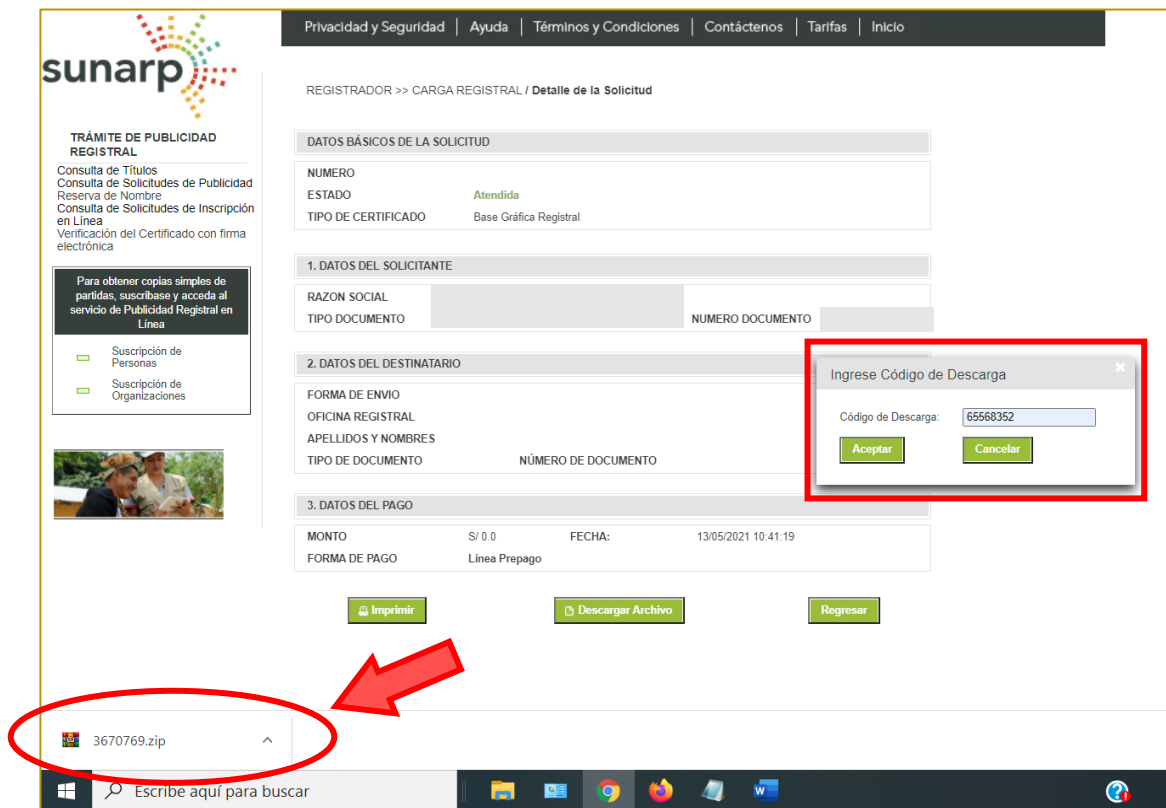 Privacidad y Seguridad | Ayuda | Términos y Condiciones | Contáctenos | Tarifas | Inicio
sunarp
REGISTRADOR >> CARGA REGISTRAL / Detalle de la Solicitud
TRÁMITE DE PUBLICIDAD
REGISTRAL
Consulta de Títulos
Consulta de Solicitudes de Publicidad
Reserva de Nombre
Consulta de Solicitudes de Inscripción
en Línea
Verificación del Certificado con firma
electrónica
Para obtener copias simples de
partidas, suscribase y acceda al
servicio de Publicidad Registral en
Línea
Suscripción de
Personas
Suscripción de
Organizaciones
DATOS BÁSICOS DE LA SOLICITUD
NUMERO
ESTADO Atendida
TIPO DE CERTIFICADO Base Gráfica Registral
1. DATOS DEL SOLICITANTE
RAZON SOCIAL
TIPO DOCUMENTO NUMERO DOCUMENTO
2. DATOS DEL DESTINATARIO
FORMA DE ENVIO
OFICINA REGISTRAL
APELLIDOS Y NOMBRES
TIPO DE DOCUMENTO NÚMERO DE DOCUMENTO
Ingrese Código de Descarga
Código de Descarga: 65568352
Aceptar Cancelar
3. DATOS DEL PAGO
MONTO S/ 0.0 FECHA: 13/05/2021 10:41:19
FORMA DE PAGO Línea Prepago
Imprimir Descargar Archivo Regresar
3670769.zip
Escribe aquí para buscar